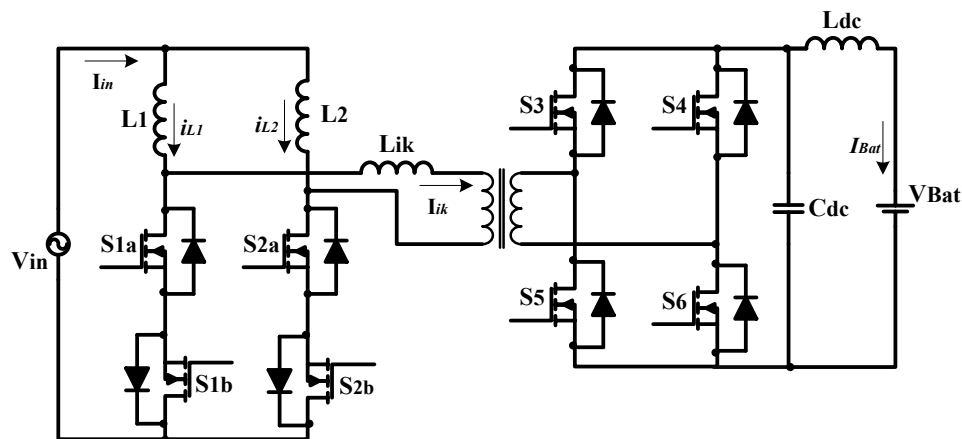 Ldc
Iin
S3
S4
L1
iL1
iL2
L2
Lik
IBat
Iik
Cdc
VBat
S1a
S2a
Vin
S5
S6
S1b
S2b